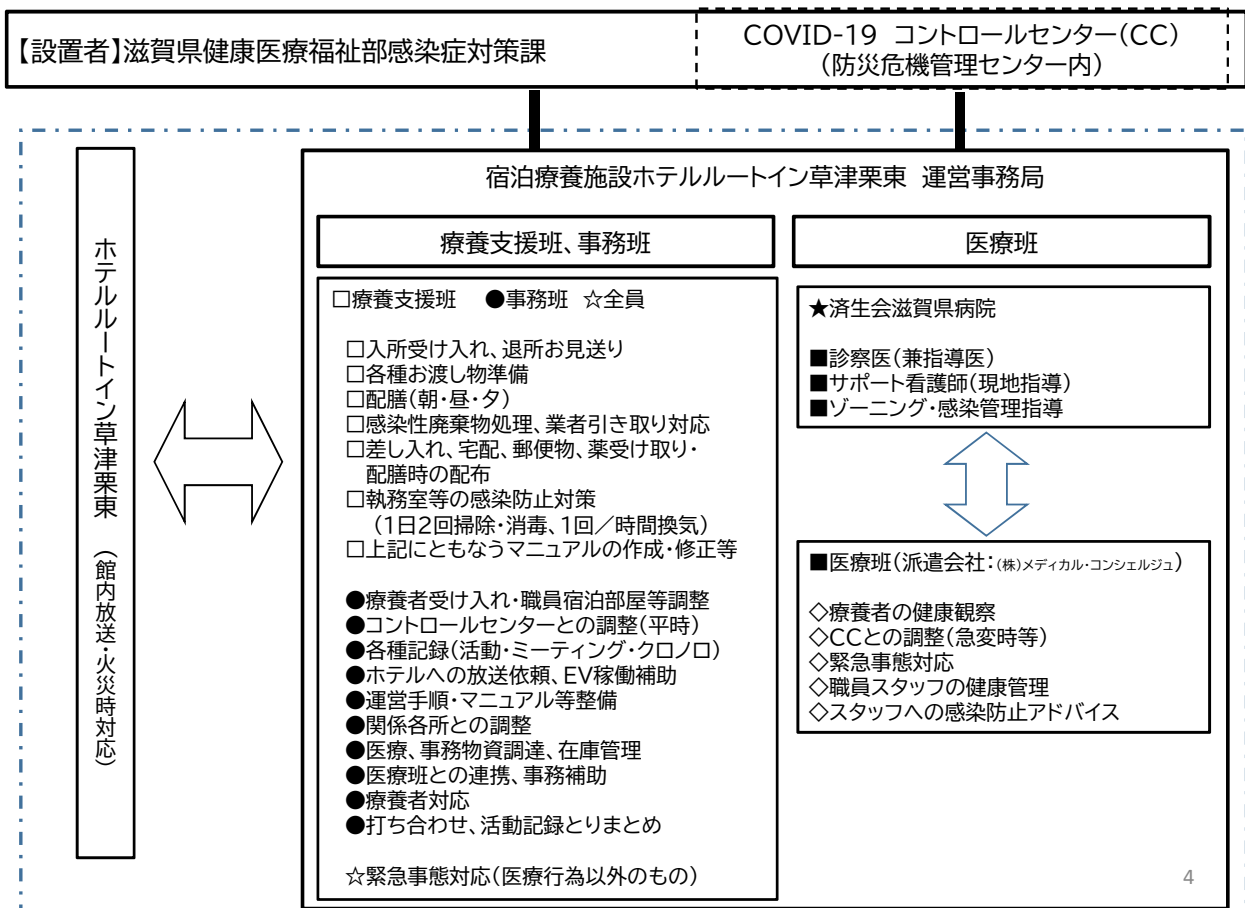 【設置者】滋賀県健康医療福祉部感染症対策課
COVID-19 コントロールセンター(CC)
(防災危機管理センター内)
ホテルルートイン草津栗東 (館内放送・火災時対応)
宿泊療養施設ホテルルートイン草津栗東 運営事務局
療養支援班、事務班
□療養支援班 ●事務班 ☆全員
□入所受け入れ、退所お見送り
□各種お渡し物準備
□配膳(朝・昼・夕)
□感染性廃棄物処理、業者引き取り対応
□差し入れ、宅配、郵便物、薬受け取り・
配膳時の配布
□執務室等の感染防止対策
(1日2回掃除・消毒、1回/時間換気)
□上記にともなうマニュアルの作成・修正等
●療養者受け入れ・職員宿泊部屋等調整
●コントロールセンターとの調整(平時)
●各種記録(活動・ミーティング・クロノロ)
●ホテルへの放送依頼、EV稼働補助
●運営手順・マニュアル等整備
●関係各所との調整
●医療、事務物資調達、在庫管理
●医療班との連携、事務補助
●療養者対応
●打ち合わせ、活動記録とりまとめ
☆緊急事態対応(医療行為以外のもの)
医療班
★済生会滋賀県病院
■診察医(兼指導医)
■サポート看護師(現地指導)
■ゾーニング・感染管理指導
■医療班(派遣会社:(株)メディカル・コンシェルジュ)
◇療養者の健康観察
◇CCとの調整(急変時等)
◇緊急事態対応
◇職員スタッフの健康管理
◇スタッフへの感染防止アドバイス
4